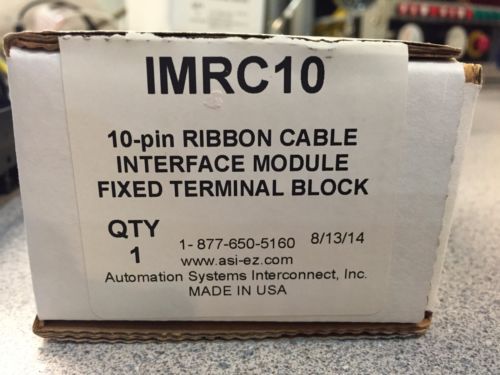 IMRC10
10-pin RIBBON CABLE
INTERFACE MODULE
FIXED TERMINAL BLOCK
QTY
1
1- 877-650-5160 8/13/14
www.asi-ez.com
Automation Systems Interconnect, Inc.
MADE IN USA